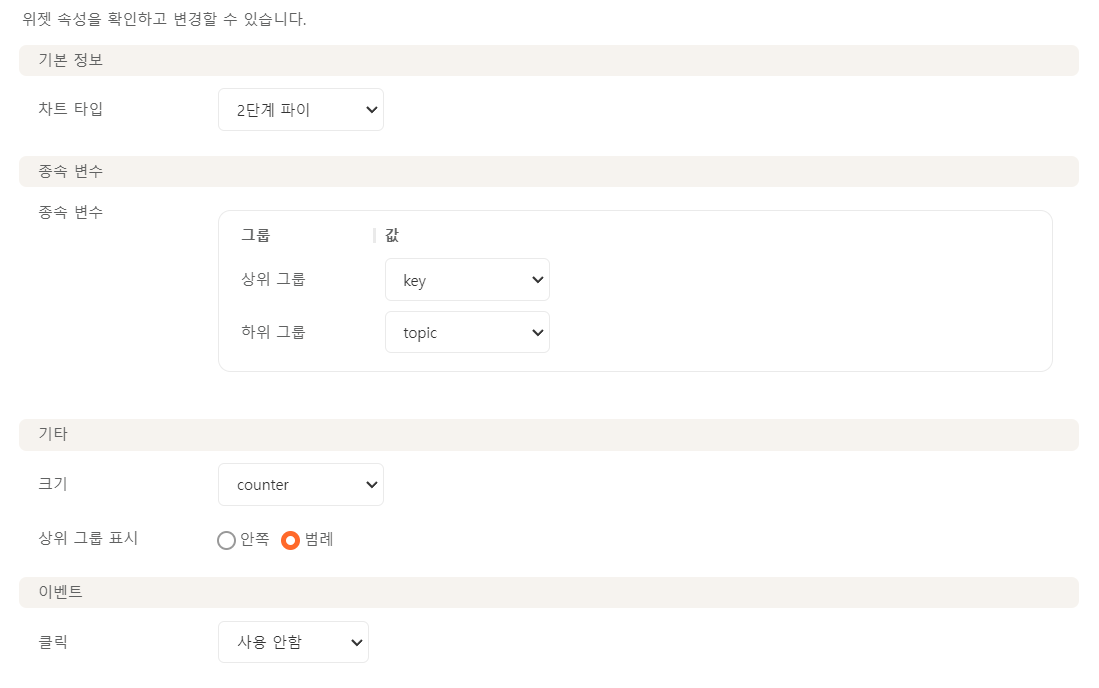 위젯 속성을 확인하고 변경할 수 있습니다.
기본 정보
차트 타입 2단계 파이
종속 변수
종속 변수
그룹 값
상위 그룹 key
하위 그룹 topic
기타
크기 counter
상위 그룹 표시 안쪽 범례
이벤트
클릭 사용 안함